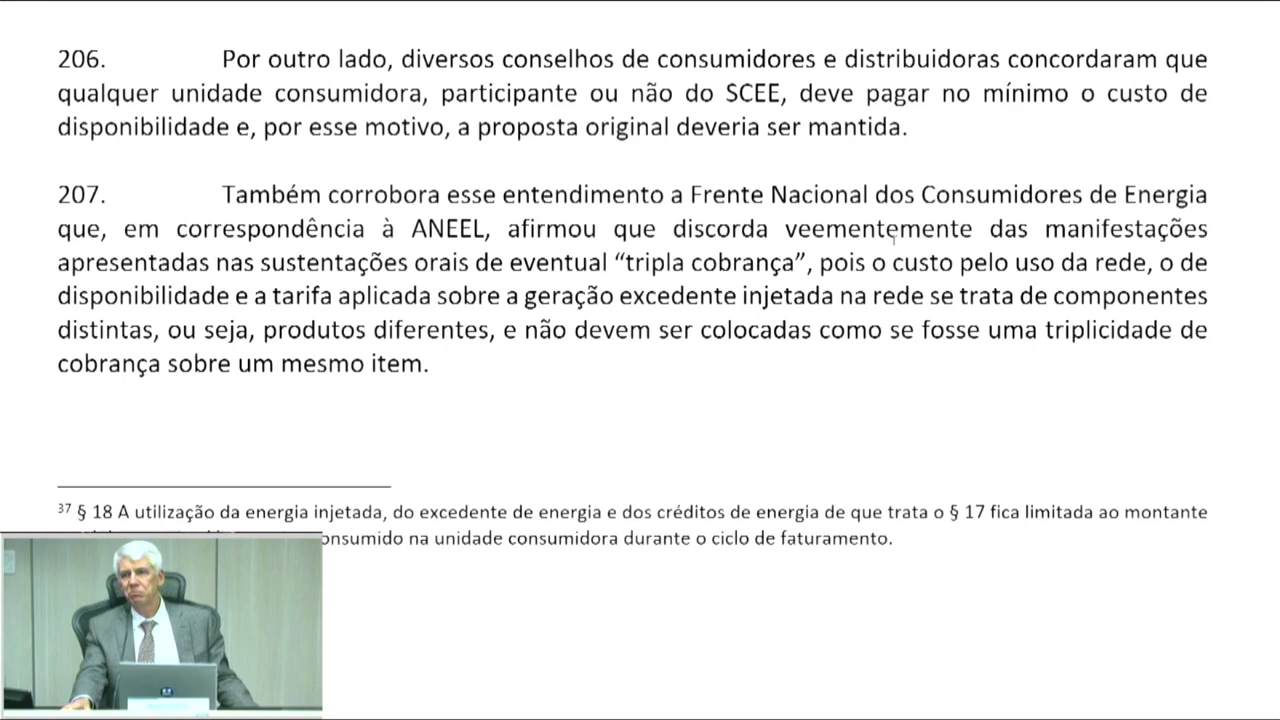 206. Por outro lado, diversos conselhos de consumidores e distribuidoras concordaram que
qualquer unidade consumidora, participante ou não do SCEE, deve pagar no mínimo o custo de
disponibilidade e, por esse motivo, a proposta original deveria ser mantida.
207. Também corrobora esse entendimento a Frente Nacional dos Consumidores de Energia
que, em correspondência à ANEEL, afirmou que discorda veementemente das manifestações
apresentadas nas sustentações orais de eventual “tripla cobrança”, pois o custo pelo uso da rede, o de
disponibilidade e a tarifa aplicada sobre a geração excedente injetada na rede se trata de componentes
distintas, ou seja, produtos diferentes, e não devem ser colocadas como se fosse uma triplicidade de
cobrança sobre um mesmo item.
37 § 18 A utilização da energia injetada, do excedente de energia e dos créditos de energia de que trata o § 17 fica limitada ao montante
onsumido na unidade consumidora durante o ciclo de faturamento.